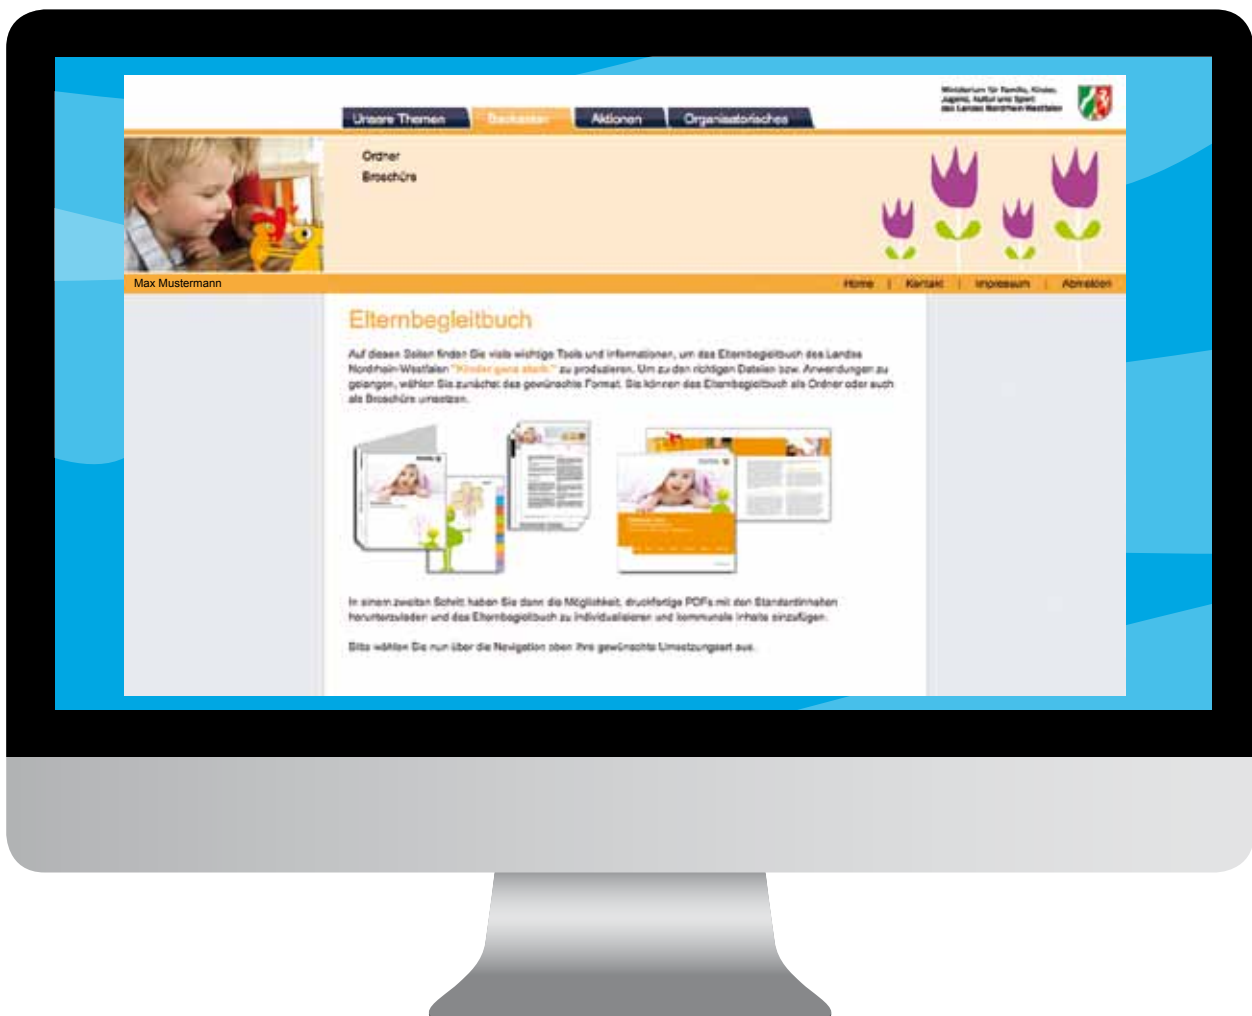 Ministerium für Familie, Kinder,
Jugend, Kultur und Sport
des Landes Nordrhein-Westfalen
Unsere Themen Baukasten Aktionen Organisatorisches
Ordner
Broschüre
Max Mustermann
Home | Kontakt | Impressum | Abmelden
Elternbegleitbuch
Auf diesen Seiten finden Sie viele wichtige Tools und Informationen, um das Elternbegleitbuch des Landes
Nordrhein-Westfalen "Kinder ganz stark." zu produzieren. Um zu den richtigen Dateien bzw. Anwendungen zu
gelangen, wählen Sie zunächst das gewünschte Format. Sie können das Elternbegleitbuch als Ordner oder auch
als Broschüre umsetzen.
In einem zweiten Schritt haben Sie dann die Möglichkeit, druckfertige PDFs mit den Standardinhalten
herunterzuladen und das Elternbegleitbuch zu individualisieren und kommunale Inhalte einzufügen.
Bitte wählen Sie nun über die Navigation oben Ihre gewünschte Umsetzungsart aus.